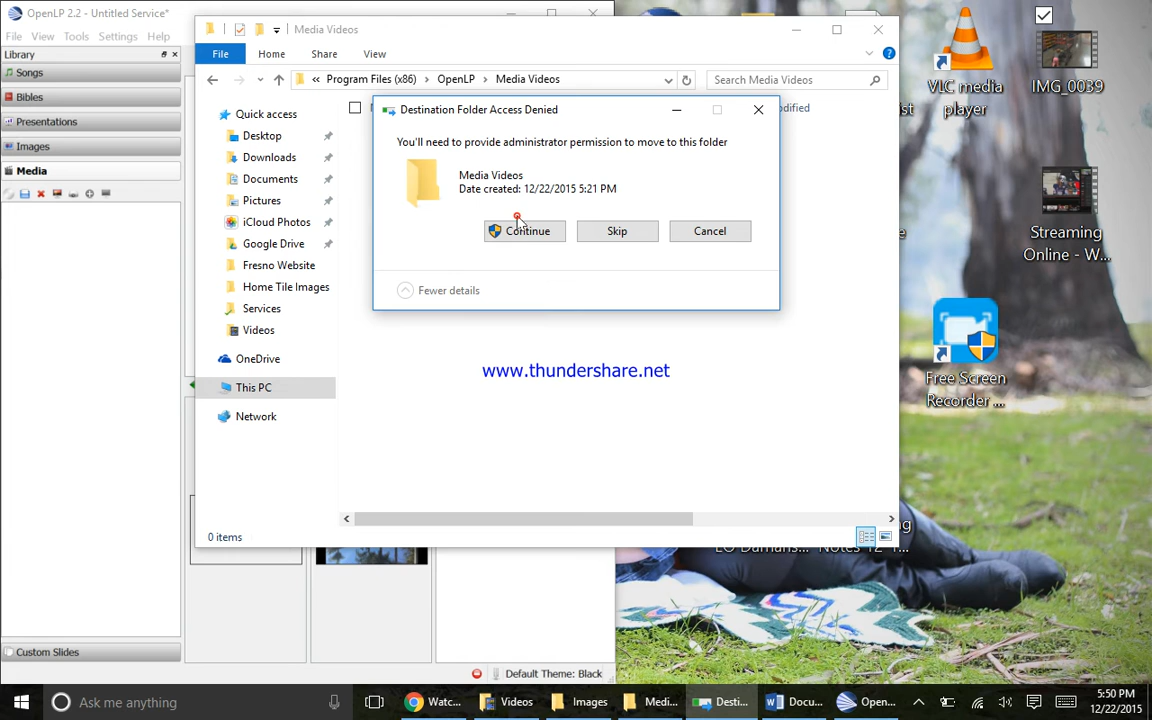 OpenLP 2.2 - Untitled Service*
File View Tools Settings Help
Library
Songs
Bibles
Presentations
Images
Media
Custom Slides
Default Theme: Black
Media Videos
File Home Share View
« Program Files (x86) › OpenLP › Media Videos
Search Media Videos
Quick access
Desktop
Downloads
Documents
Pictures
iCloud Photos
Google Drive
Fresno Website
Home Tile Images
Services
Videos
OneDrive
This PC
Network
0 items
Destination Folder Access Denied
You'll need to provide administrator permission to move to this folder
Media Videos
Date created: 12/22/2015 5:21 PM
Continue Skip Cancel
Fewer details
www.thundershare.net
VLC media
player
IMG_0039
Streaming
Online - W...
Free Screen
Recorder ...
Ask me anything
Watc...
Videos
Images
Medi...
Desti...
Docu...
Open...
5:50 PM
12/22/2015